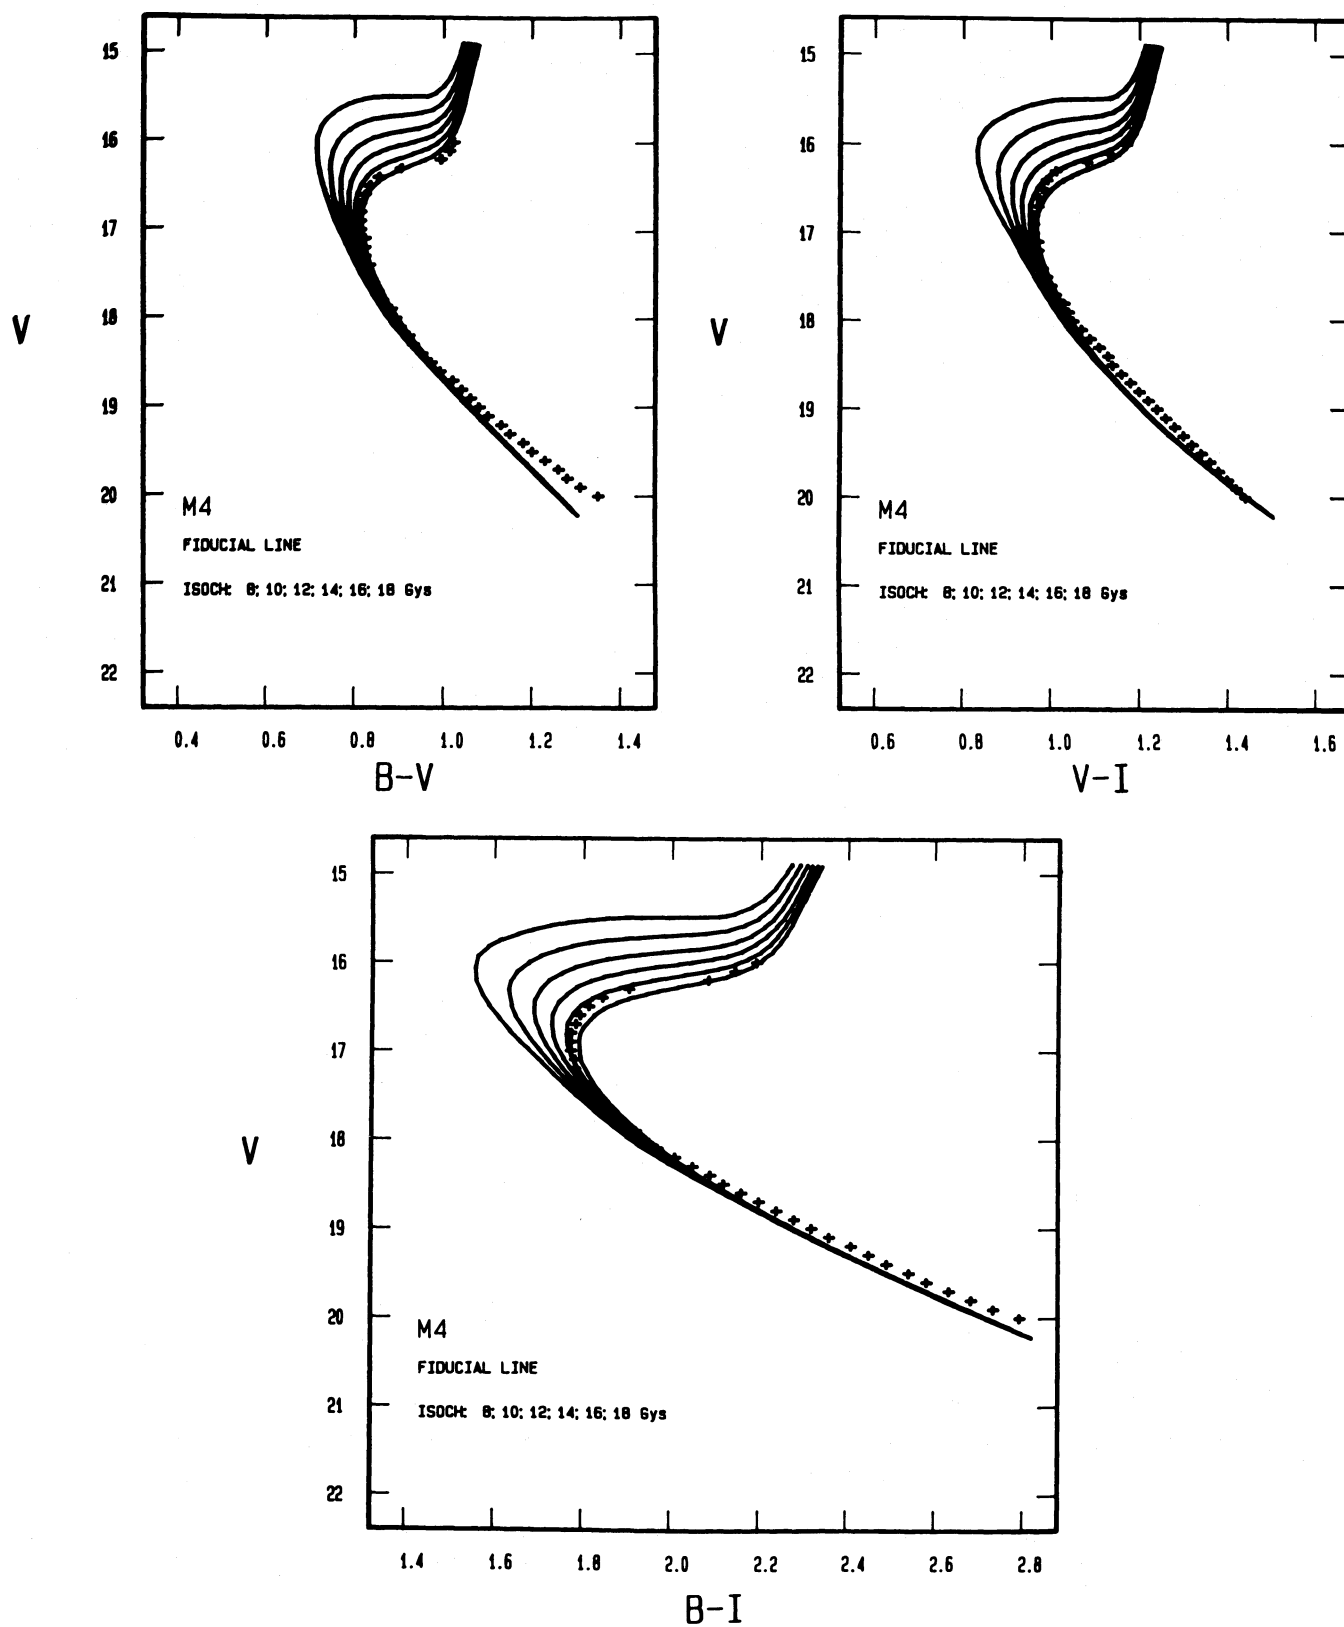 15
16
17
18
19
20
21
22
V
M4
FIDUCIAL LINE
ISOCH: 8; 10; 12; 14; 16; 18 Gys
0.4 0.6 0.8 1.0 1.2 1.4
B-V
15
16
17
18
19
20
21
22
V
M4
FIDUCIAL LINE
ISOCH: 8; 10; 12; 14; 16; 18 Gys
0.6 0.8 1.0 1.2 1.4 1.6
V-I
15
16
17
18
19
20
21
22
V
M4
FIDUCIAL LINE
ISOCH: 8; 10; 12; 14; 16; 18 Gys
1.4 1.6 1.8 2.0 2.2 2.4 2.6 2.8
B-I